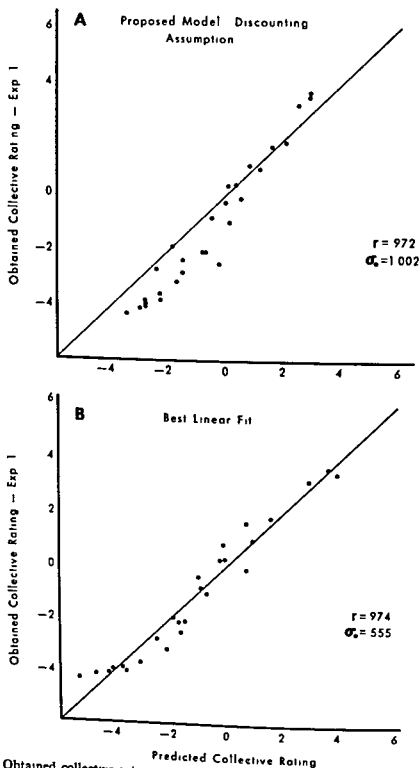 A
Proposed Model Discounting
Assumption
6
4
2
0
−2
−4
Obtained Collective Rating — Exp 1
r = 972
σe = 1 002
−4 −2 0 2 4 6
B
Best Linear Fit
6
4
2
0
−2
−4
Obtained Collective Rating — Exp 1
r = 974
σe = 555
−4 −2 0 2 4 6
Predicted Collective Rating
Obtained collective